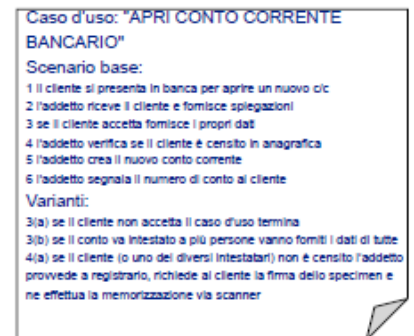 Caso d'uso: "APRI CONTO CORRENTE
BANCARIO"
Scenario base:
1 il cliente si presenta in banca per aprire un nuovo c/c
2 l'addetto riceve il cliente e fornisce spiegazioni
3 se il cliente accetta fornisce i propri dati
4 l'addetto verifica se il cliente è censito in anagrafica
5 l'addetto crea il nuovo conto corrente
6 l'addetto segnala il numero di conto al cliente
Varianti:
3(a) se il cliente non accetta il caso d'uso termina
3(b) se il conto va intestato a più persone vanno forniti i dati di tutte
4(a) se il cliente (o uno dei diversi intestatari) non è censito l'addetto
provvede a registrarlo, richiede al cliente la firma dello specimen e
ne effettua la memorizzazione via scanner